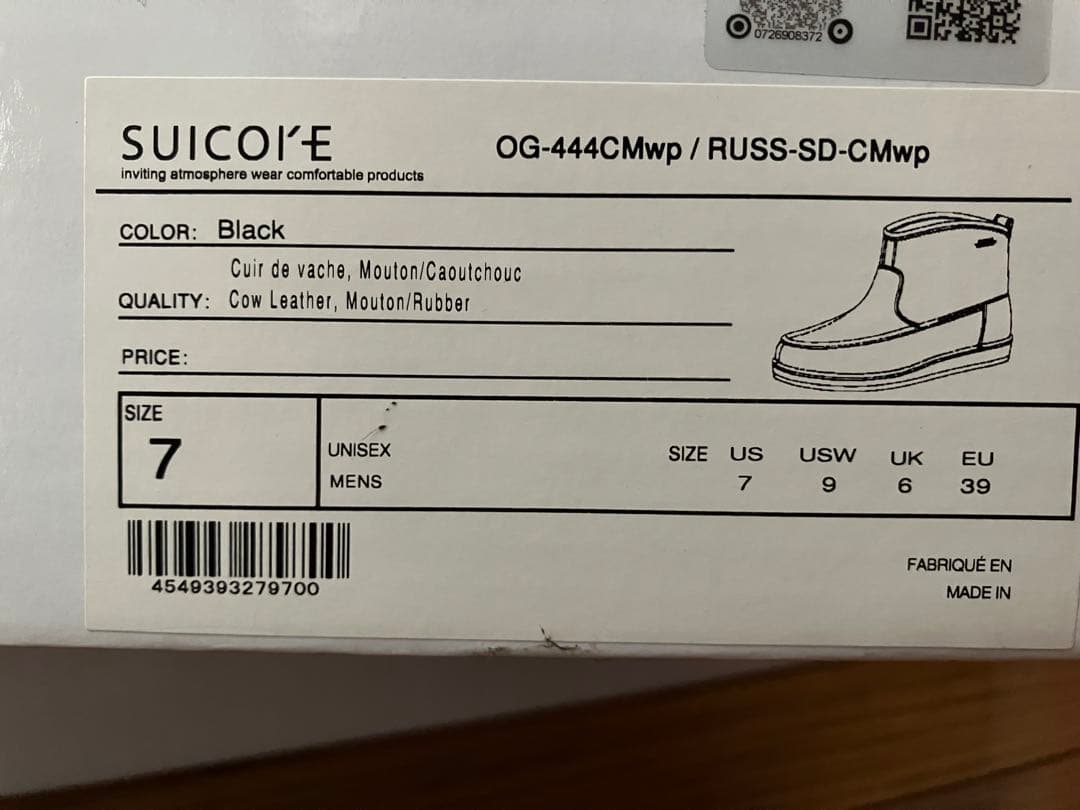 0726908372
SUICOKE
inviting atmosphere wear comfortable products
OG-444CMwp / RUSS-SD-CMwp
COLOR: Black
Cuir de vache, Mouton/Caoutchouc
QUALITY: Cow Leather, Mouton/Rubber
PRICE:
SIZE
7
UNISEX
MENS
SIZE US USW UK EU
7 9 6 39
4549393279700
FABRIQUÉ EN
MADE IN